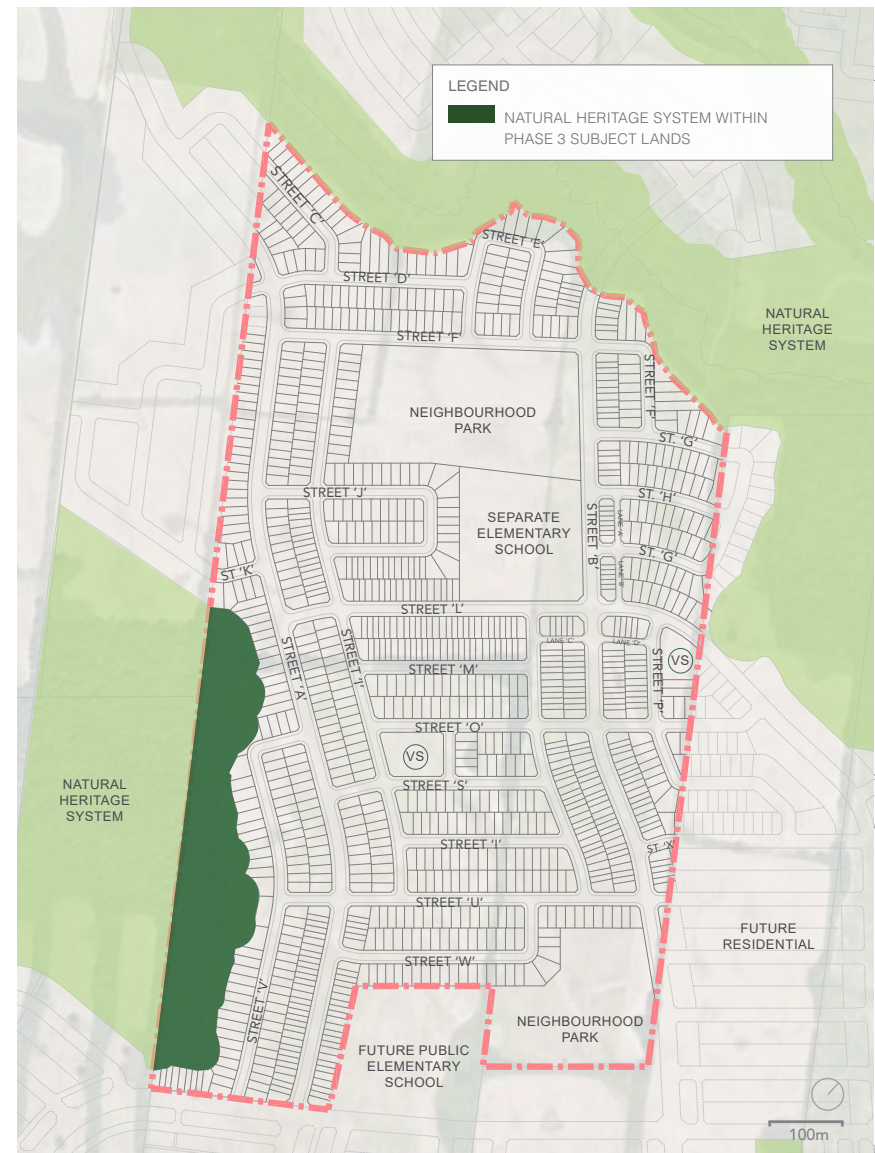 LEGEND
NATURAL HERITAGE SYSTEM WITHIN
PHASE 3 SUBJECT LANDS
STREET 'C'
STREET 'E'
STREET 'D'
NATURAL
HERITAGE
SYSTEM
STREET 'F'
STREET 'F'
NEIGHBOURHOOD
PARK
ST. 'G'
STREET 'J'
ST. 'H'
SEPARATE
ELEMENTARY
SCHOOL
STREET 'B'
LANE 'A'
ST. 'G'
ST 'K'
LANE 'B'
STREET 'L'
LANE 'C'
LANE 'D'
STREET 'A'
STREET 'I'
STREET 'M'
STREET 'P'
VS
STREET 'O'
VS
NATURAL
HERITAGE
SYSTEM
STREET 'S'
STREET 'I'
ST. 'X'
STREET 'U'
FUTURE
RESIDENTIAL
STREET 'W'
STREET 'V'
NEIGHBOURHOOD
PARK
FUTURE PUBLIC
ELEMENTARY
SCHOOL
100m